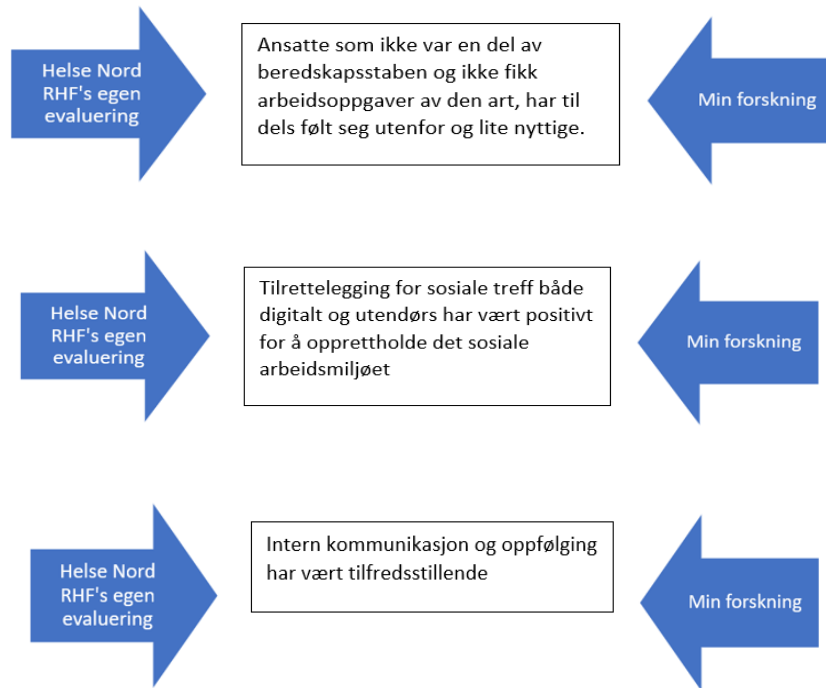 Helse Nord
RHF's egen
evaluering
Ansatte som ikke var en del av
beredskapsstaben og ikke fikk
arbeidsoppgaver av den art, har til
dels følt seg utenfor og lite nyttige.
Min forskning
Helse Nord
RHF's egen
evaluering
Tilrettelegging for sosiale treff både
digitalt og utendørs har vært positivt
for å opprettholde det sosiale
arbeidsmiljøet
Min forskning
Helse Nord
RHF's egen
evaluering
Intern kommunikasjon og oppfølging
har vært tilfredsstillende
Min forskning